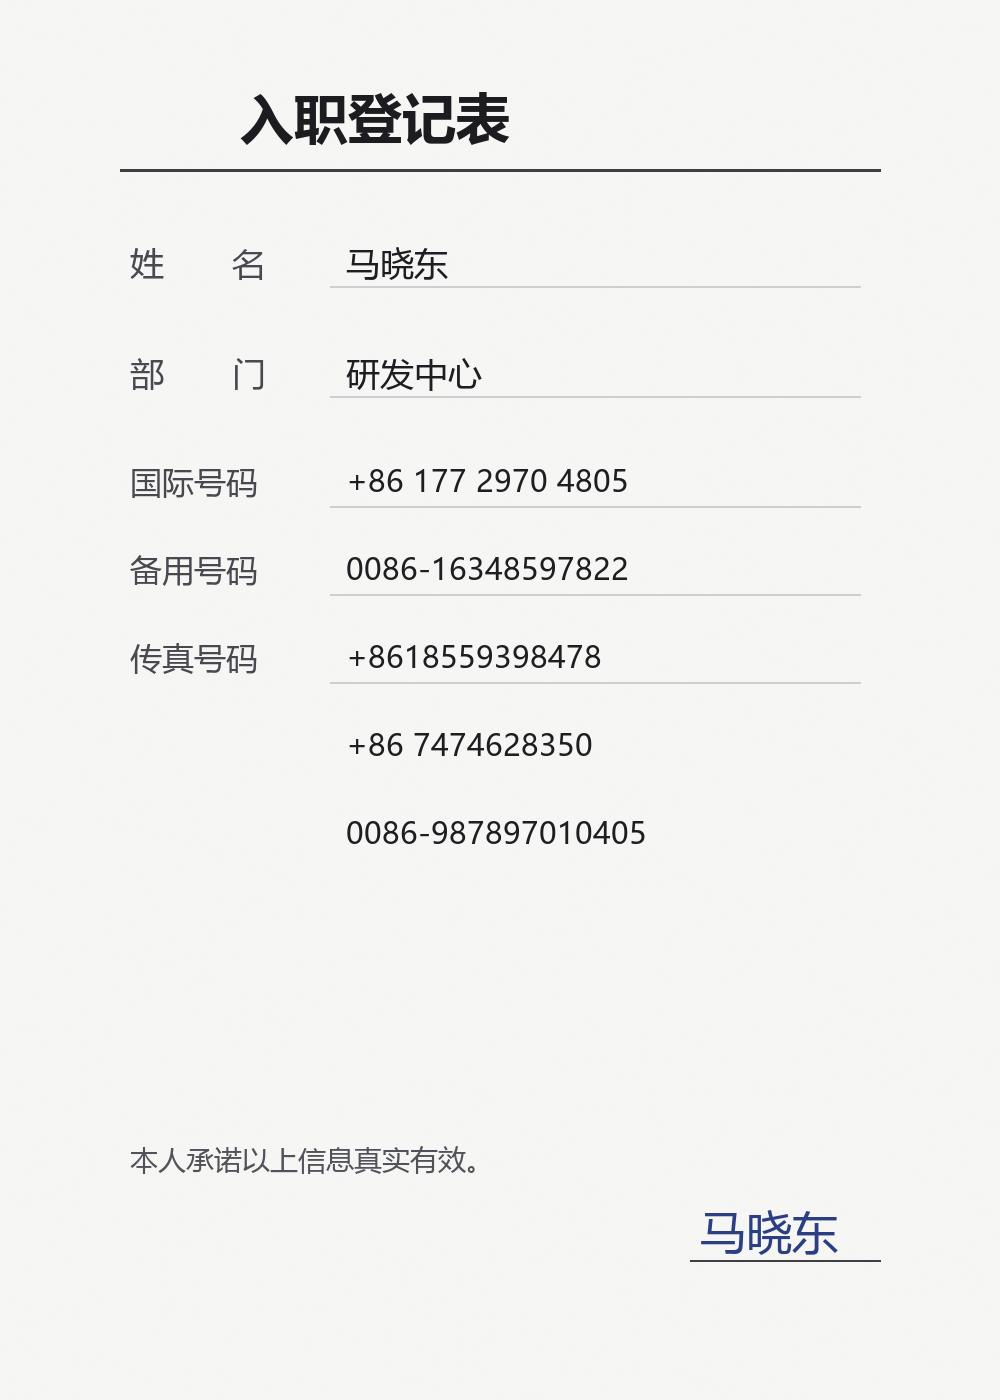 入职登记表
姓 名 马晓东
部 门 研发中心
国际号码 +86 177 2970 4805
备用号码 0086-16348597822
传真号码 +8618559398478
+86 7474628350
0086-987897010405
本人承诺以上信息真实有效。
马晓东